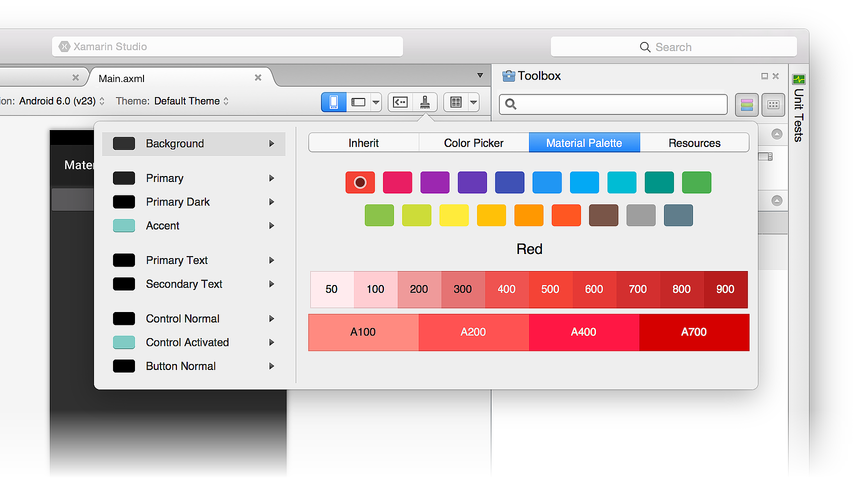 Xamarin Studio
Search
Main.axml
Toolbox
on: Android 6.0 (v23)
Theme: Default Theme
Unit Tests
Mater
Background
Primary
Primary Dark
Accent
Primary Text
Secondary Text
Control Normal
Control Activated
Button Normal
Inherit
Color Picker
Material Palette
Resources
Red
50 100 200 300 400 500 600 700 800 900
A100 A200 A400 A700